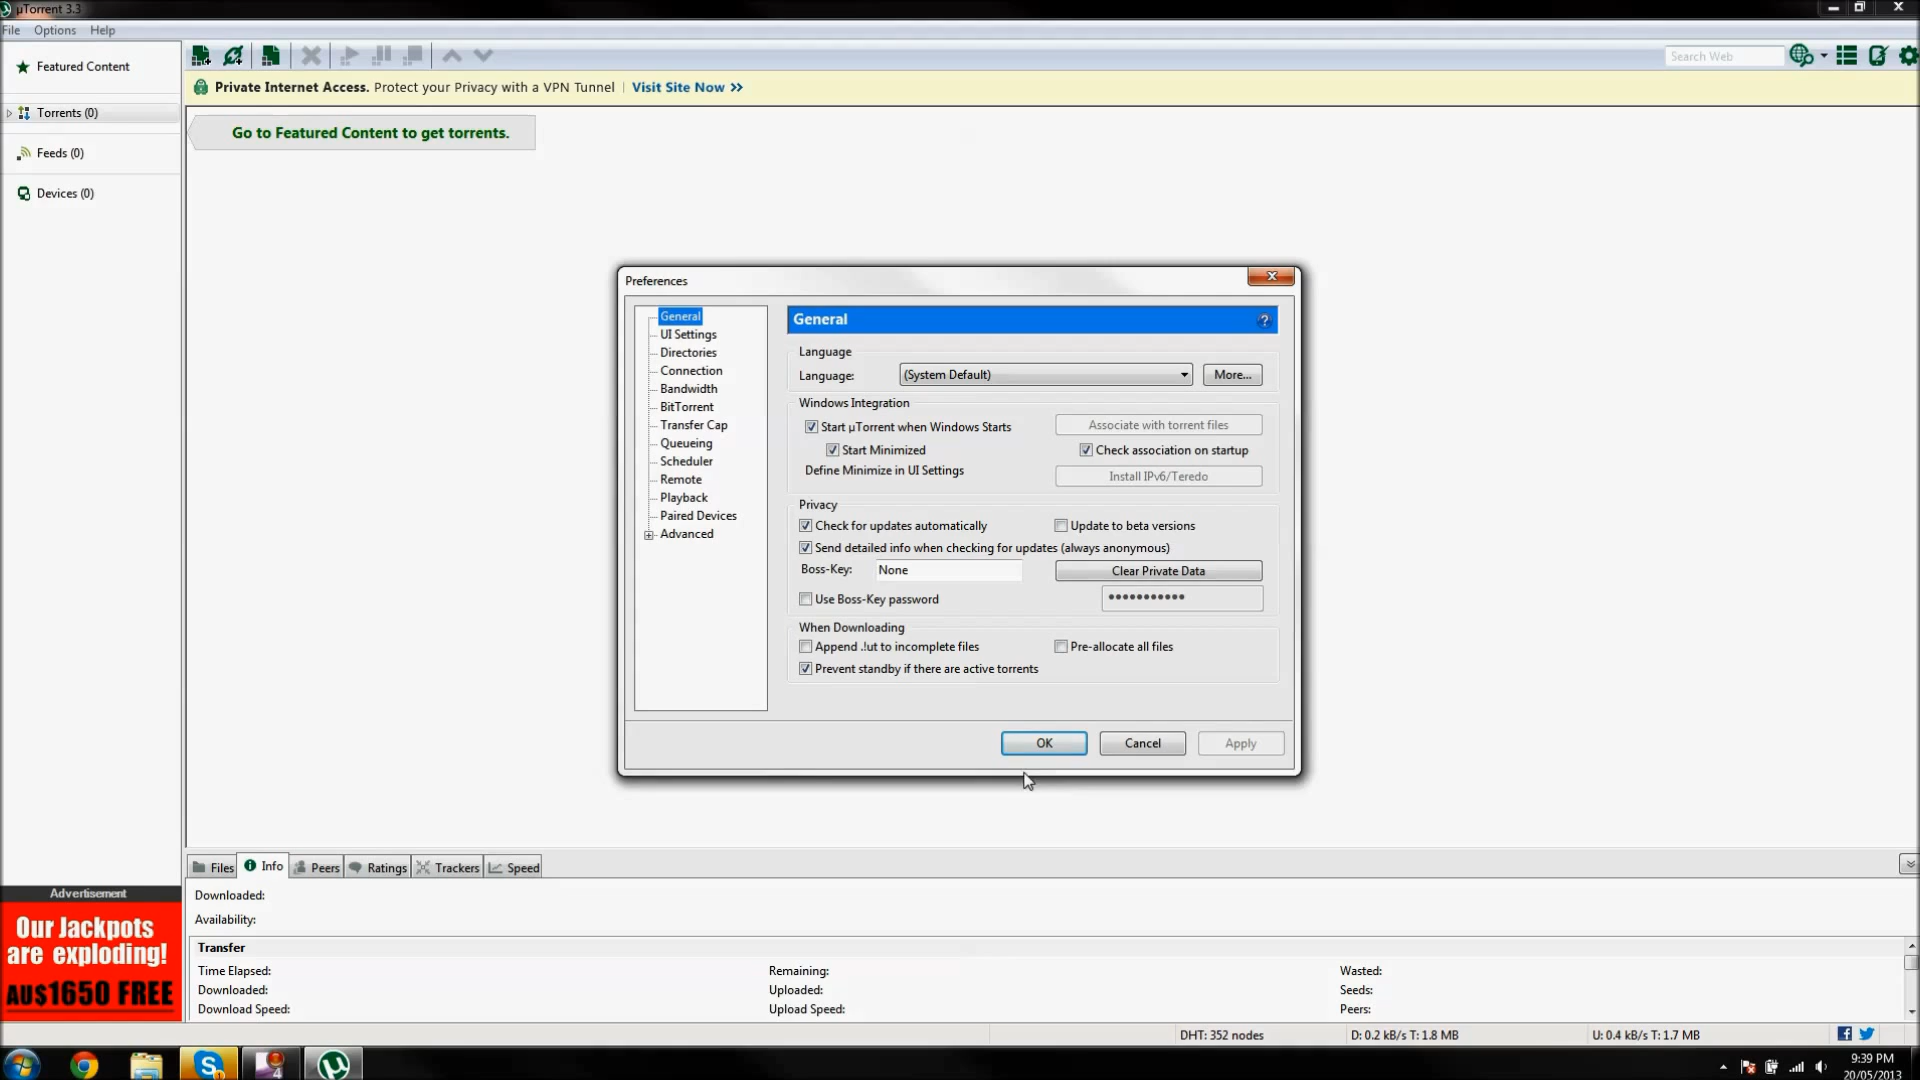 µTorrent 3.3
File Options Help
Featured Content
Torrents (0)
Feeds (0)
Devices (0)
Search Web
Private Internet Access. Protect your Privacy with a VPN Tunnel | Visit Site Now >>
Go to Featured Content to get torrents.
Preferences
General
UI Settings
Directories
Connection
Bandwidth
BitTorrent
Transfer Cap
Queueing
Scheduler
Remote
Playback
Paired Devices
Advanced
General
?
Language
Language: (System Default) More...
Windows Integration
Start µTorrent when Windows Starts Associate with torrent files
Start Minimized Check association on startup
Define Minimize in UI Settings Install IPv6/Teredo
Privacy
Check for updates automatically Update to beta versions
Send detailed info when checking for updates (always anonymous)
Boss-Key: None Clear Private Data
Use Boss-Key password •••••••••••
When Downloading
Append .!ut to incomplete files Pre-allocate all files
Prevent standby if there are active torrents
OK Cancel Apply
Files Info Peers Ratings Trackers Speed
Downloaded:
Availability:
Transfer
Time Elapsed: Remaining: Wasted:
Downloaded: Uploaded: Seeds:
Download Speed: Upload Speed: Peers:
Advertisement
Our Jackpots
are exploding!
AU$1650 FREE
DHT: 352 nodes D: 0.2 kB/s T: 1.8 MB U: 0.4 kB/s T: 1.7 MB
9:39 PM
20/05/2013